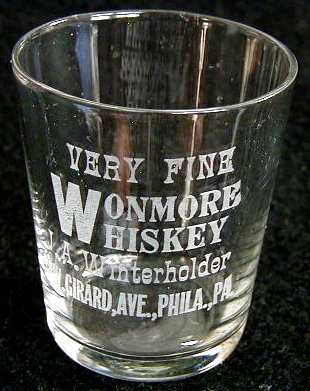 VERY FINE
WONMORE
WHISKEY
J.A. Winterholder
GIRARD, AVE., PHILA., PA.